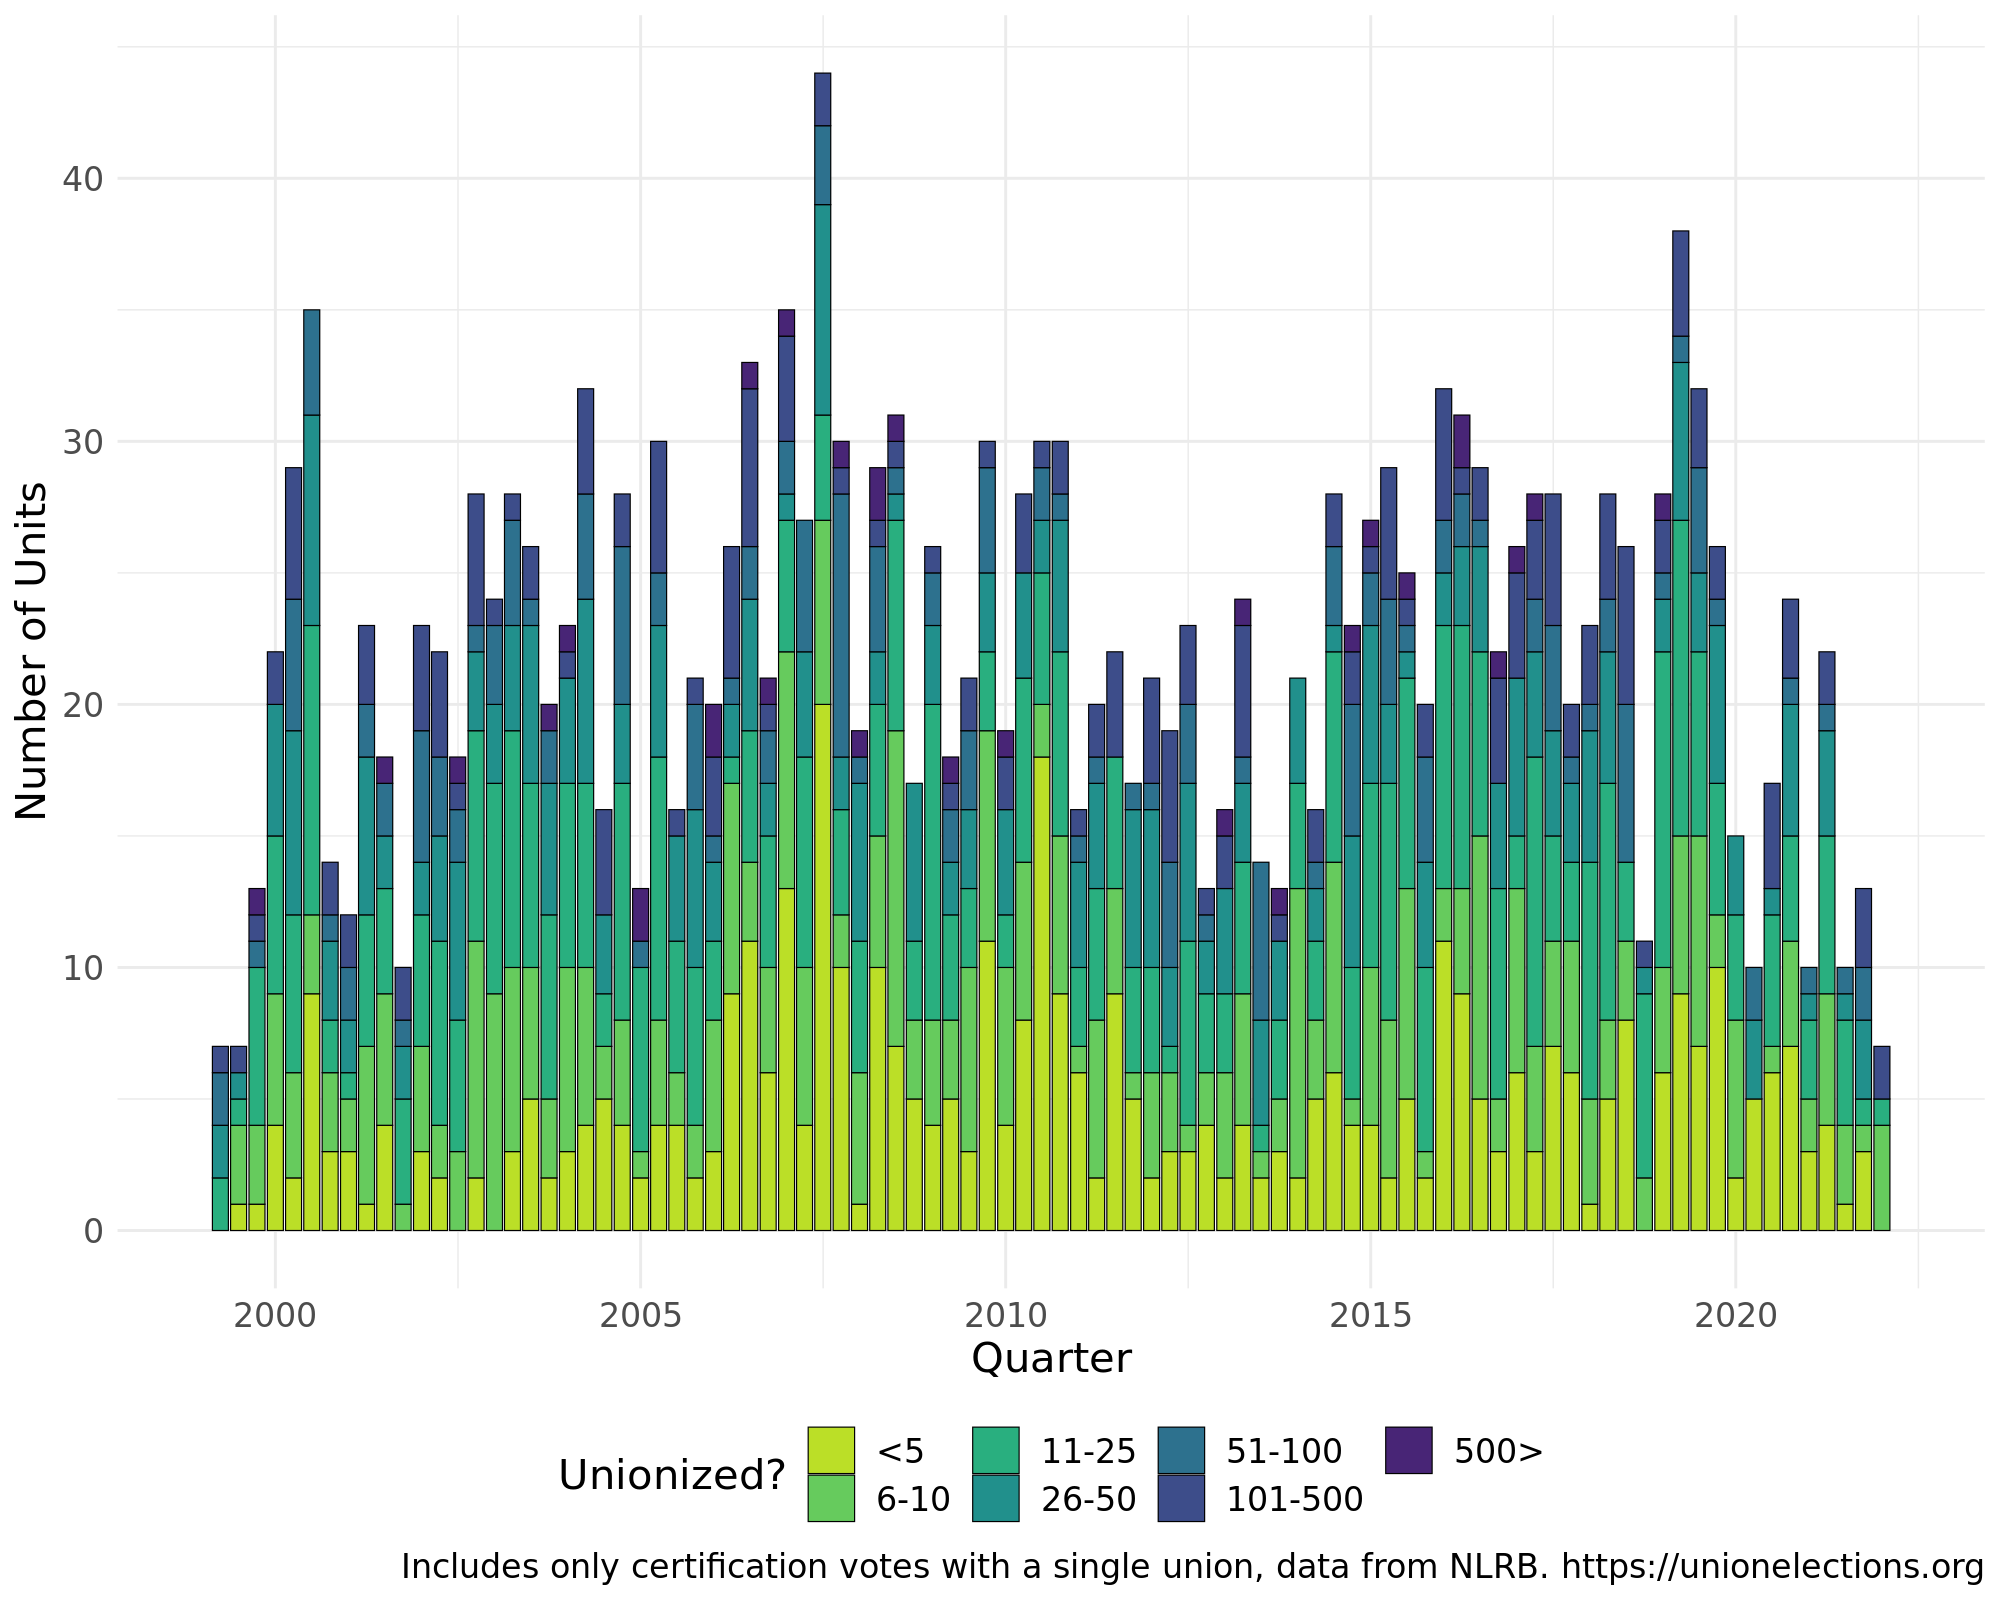 40
30
20
10
0
Number of Units
2000 2005 2010 2015 2020
Quarter
Unionized?
<5 11-25 51-100 500>
6-10 26-50 101-500
Includes only certification votes with a single union, data from NLRB. https://unionelections.org